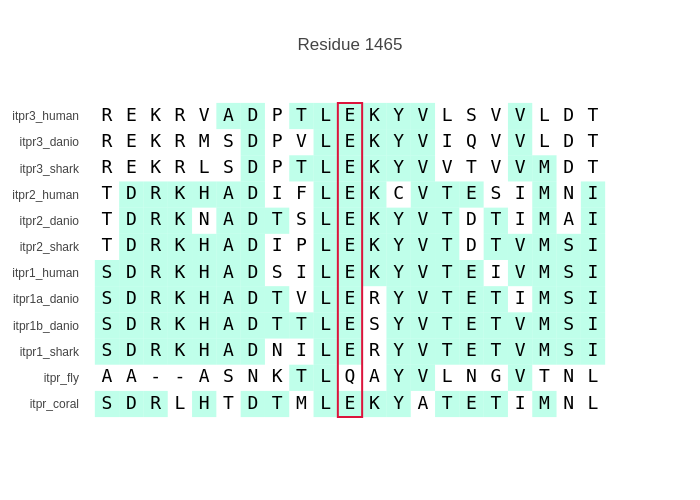 Residue 1465
itpr3_human R E K R V A D P T L E K Y V L S V V L D T
itpr3_danio R E K R M S D P V L E K Y V I Q V V L D T
itpr3_shark R E K R L S D P T L E K Y V V T V V M D T
itpr2_human T D R K H A D I F L E K C V T E S I M N I
itpr2_danio T D R K N A D T S L E K Y V T D T I M A I
itpr2_shark T D R K H A D I P L E K Y V T D T V M S I
itpr1_human S D R K H A D S I L E K Y V T E I V M S I
itpr1a_danio S D R K H A D T V L E R Y V T E T I M S I
itpr1b_danio S D R K H A D T T L E S Y V T E T V M S I
itpr1_shark S D R K H A D N I L E R Y V T E T V M S I
itpr_fly A A - - A S N K T L Q A Y V L N G V T N L
itpr_coral S D R L H T D T M L E K Y A T E T I M N L